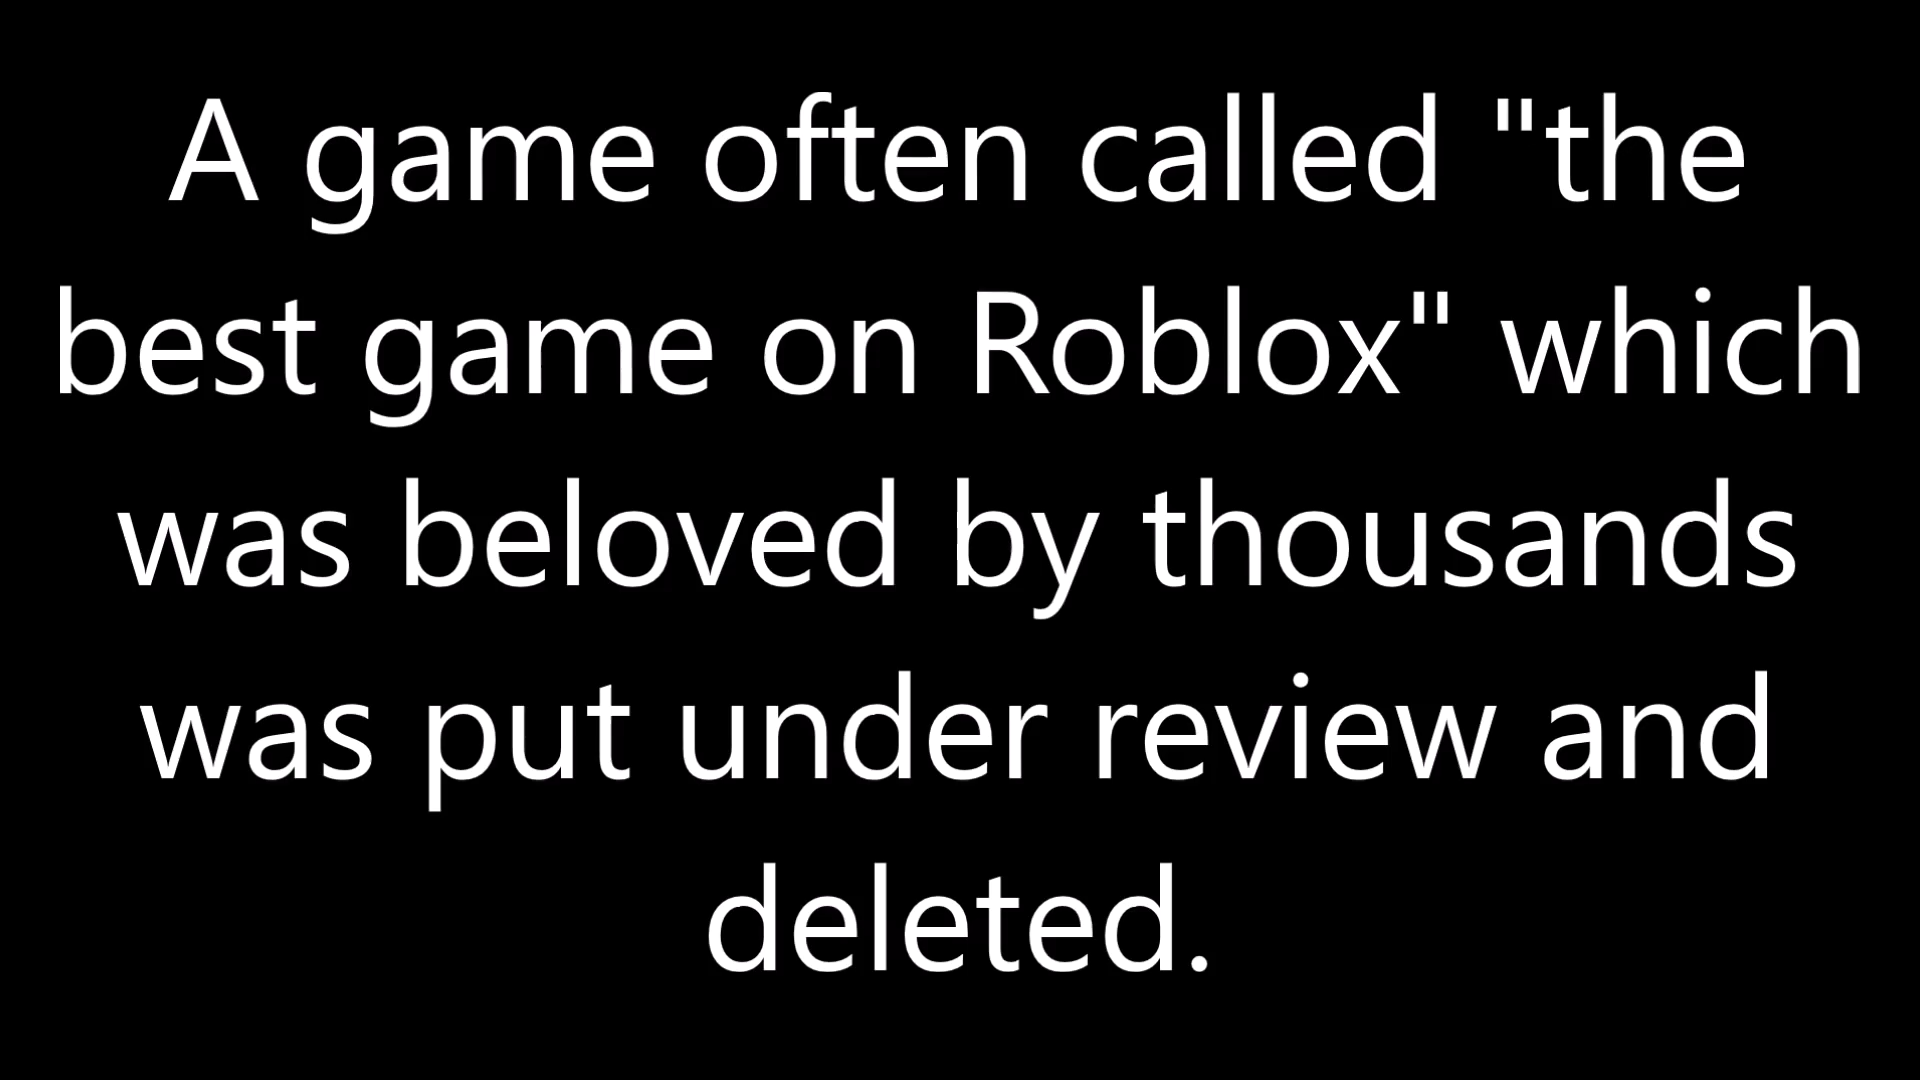 A game often called "the
best game on Roblox" which
was beloved by thousands
was put under review and
deleted.